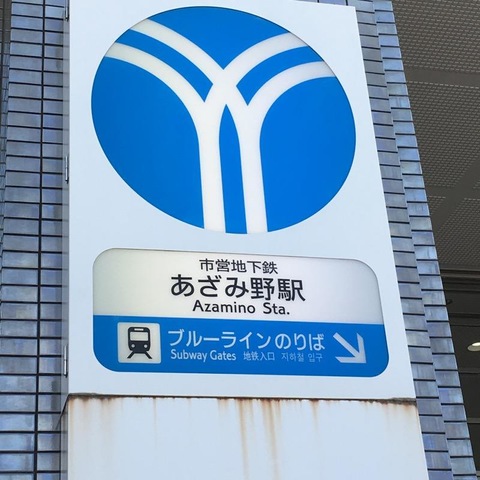 市営地下鉄
あざみ野駅
Azamino Sta.
ブルーラインのりば
Subway Gates 地铁入口 지하철 입구